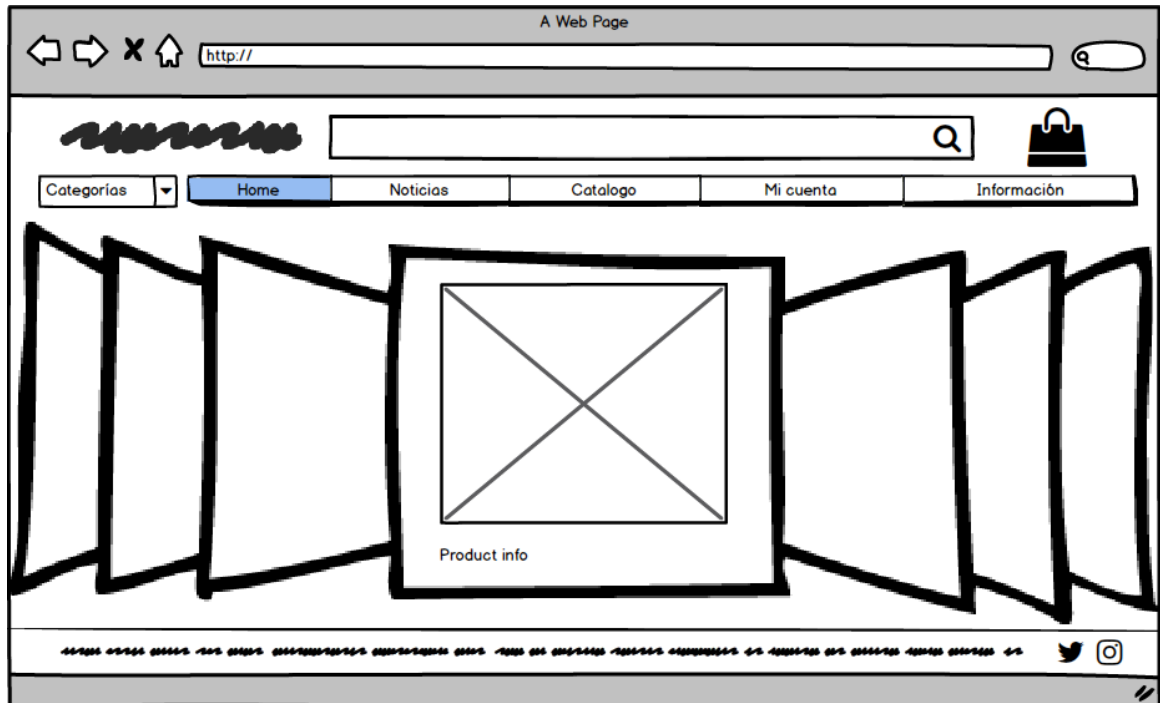 A Web Page
http://
Categorías Home Noticias Catalogo Mi cuenta Información
Product info